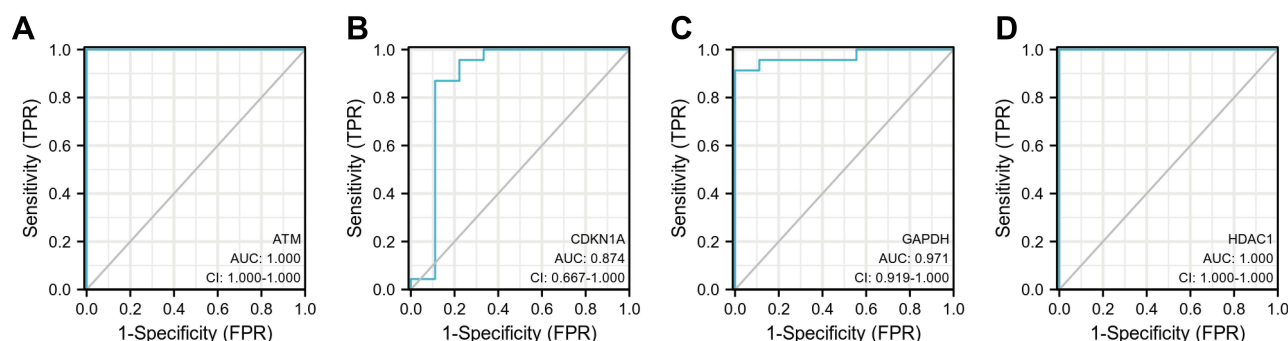 A
Sensitivity (TPR)
1.0
0.8
0.6
0.4
0.2
0.0
ATM
AUC: 1.000
CI: 1.000-1.000
0.0 0.2 0.4 0.6 0.8 1.0
1-Specificity (FPR)
B
Sensitivity (TPR)
1.0
0.8
0.6
0.4
0.2
0.0
CDKN1A
AUC: 0.874
CI: 0.667-1.000
0.0 0.2 0.4 0.6 0.8 1.0
1-Specificity (FPR)
C
Sensitivity (TPR)
1.0
0.8
0.6
0.4
0.2
0.0
GAPDH
AUC: 0.971
CI: 0.919-1.000
0.0 0.2 0.4 0.6 0.8 1.0
1-Specificity (FPR)
D
Sensitivity (TPR)
1.0
0.8
0.6
0.4
0.2
0.0
HDAC1
AUC: 1.000
CI: 1.000-1.000
0.0 0.2 0.4 0.6 0.8 1.0
1-Specificity (FPR)